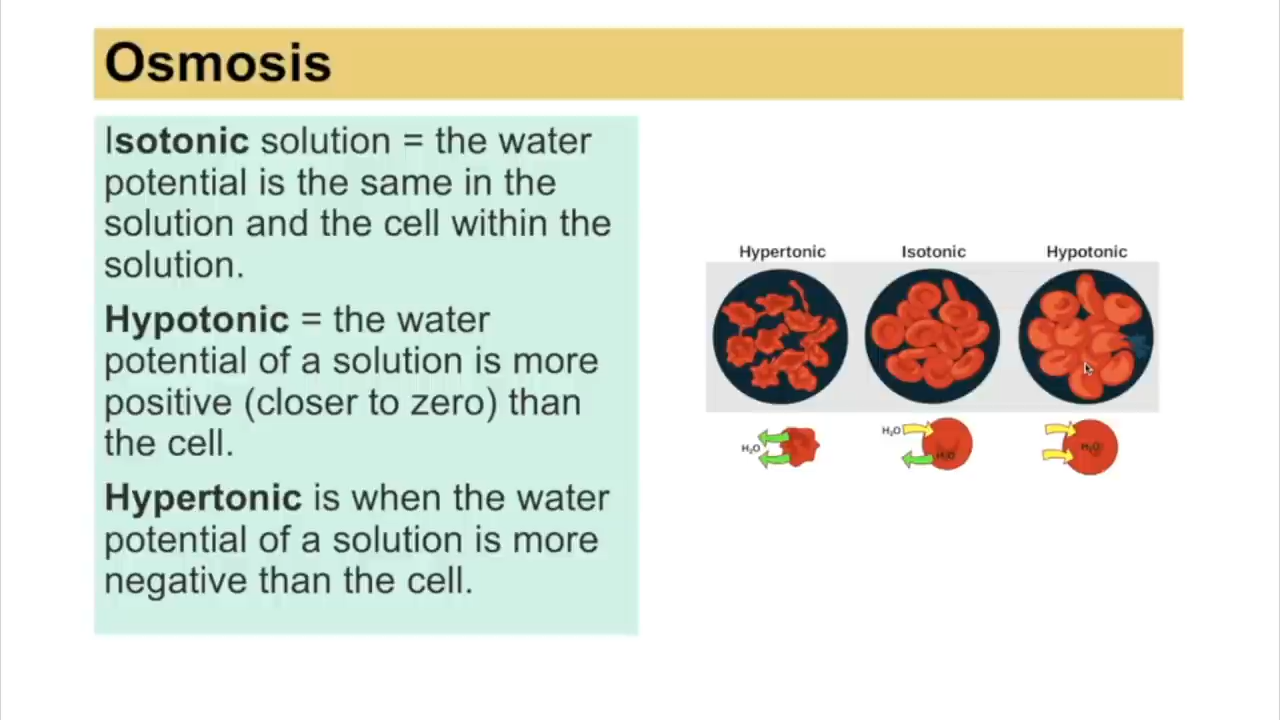 Osmosis
Isotonic solution = the water
potential is the same in the
solution and the cell within the
solution.
Hypotonic = the water
potential of a solution is more
positive (closer to zero) than
the cell.
Hypertonic is when the water
potential of a solution is more
negative than the cell.
Hypertonic Isotonic Hypotonic
H₂O H₂O H₂O H₂O